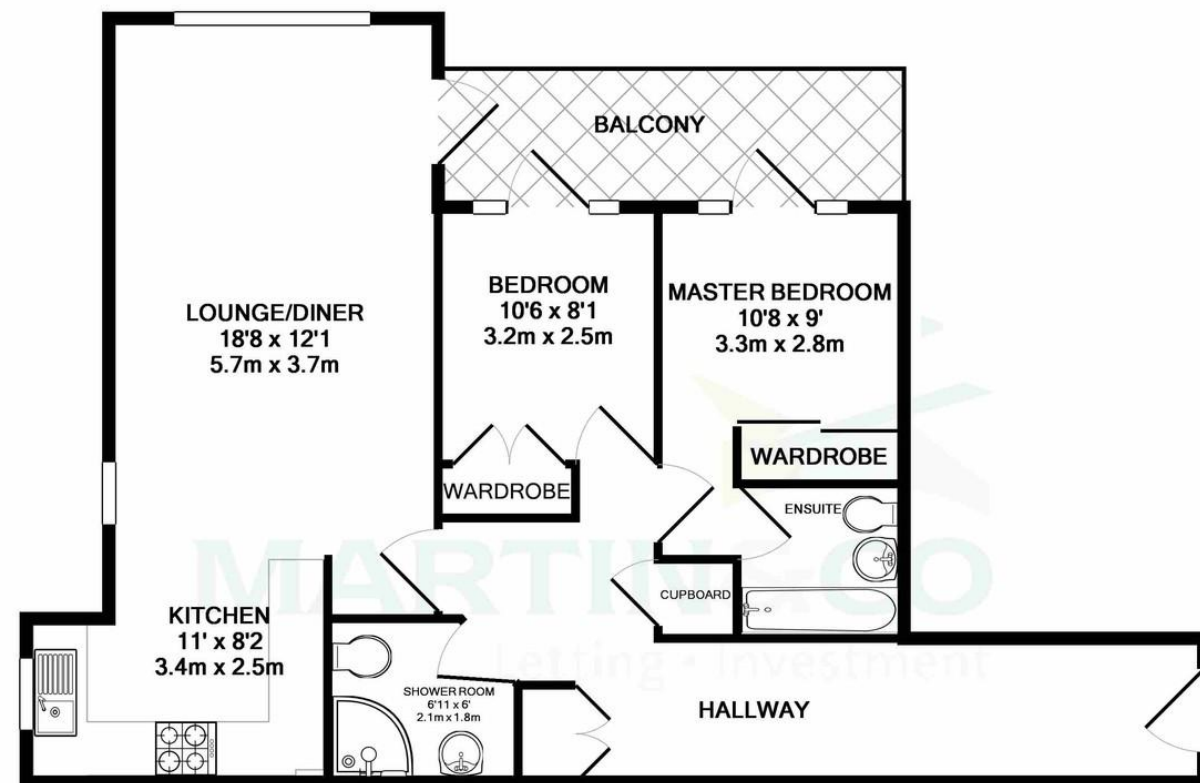 BALCONY
LOUNGE/DINER
18'8 x 12'1
5.7m x 3.7m
BEDROOM
10'6 x 8'1
3.2m x 2.5m
MASTER BEDROOM
10'8 x 9'
3.3m x 2.8m
WARDROBE
WARDROBE
ENSUITE
CUPBOARD
MARTIN&CO
Letting • Investment
KITCHEN
11' x 8'2
3.4m x 2.5m
SHOWER ROOM
6'11 x 6'
2.1m x 1.8m
HALLWAY